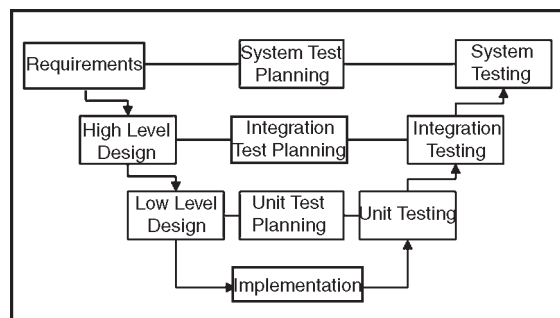 Requirements
System Test
Planning
System
Testing
High Level
Design
Integration
Test Planning
Integration
Testing
Low Level
Design
Unit Test
Planning
Unit Testing
Implementation